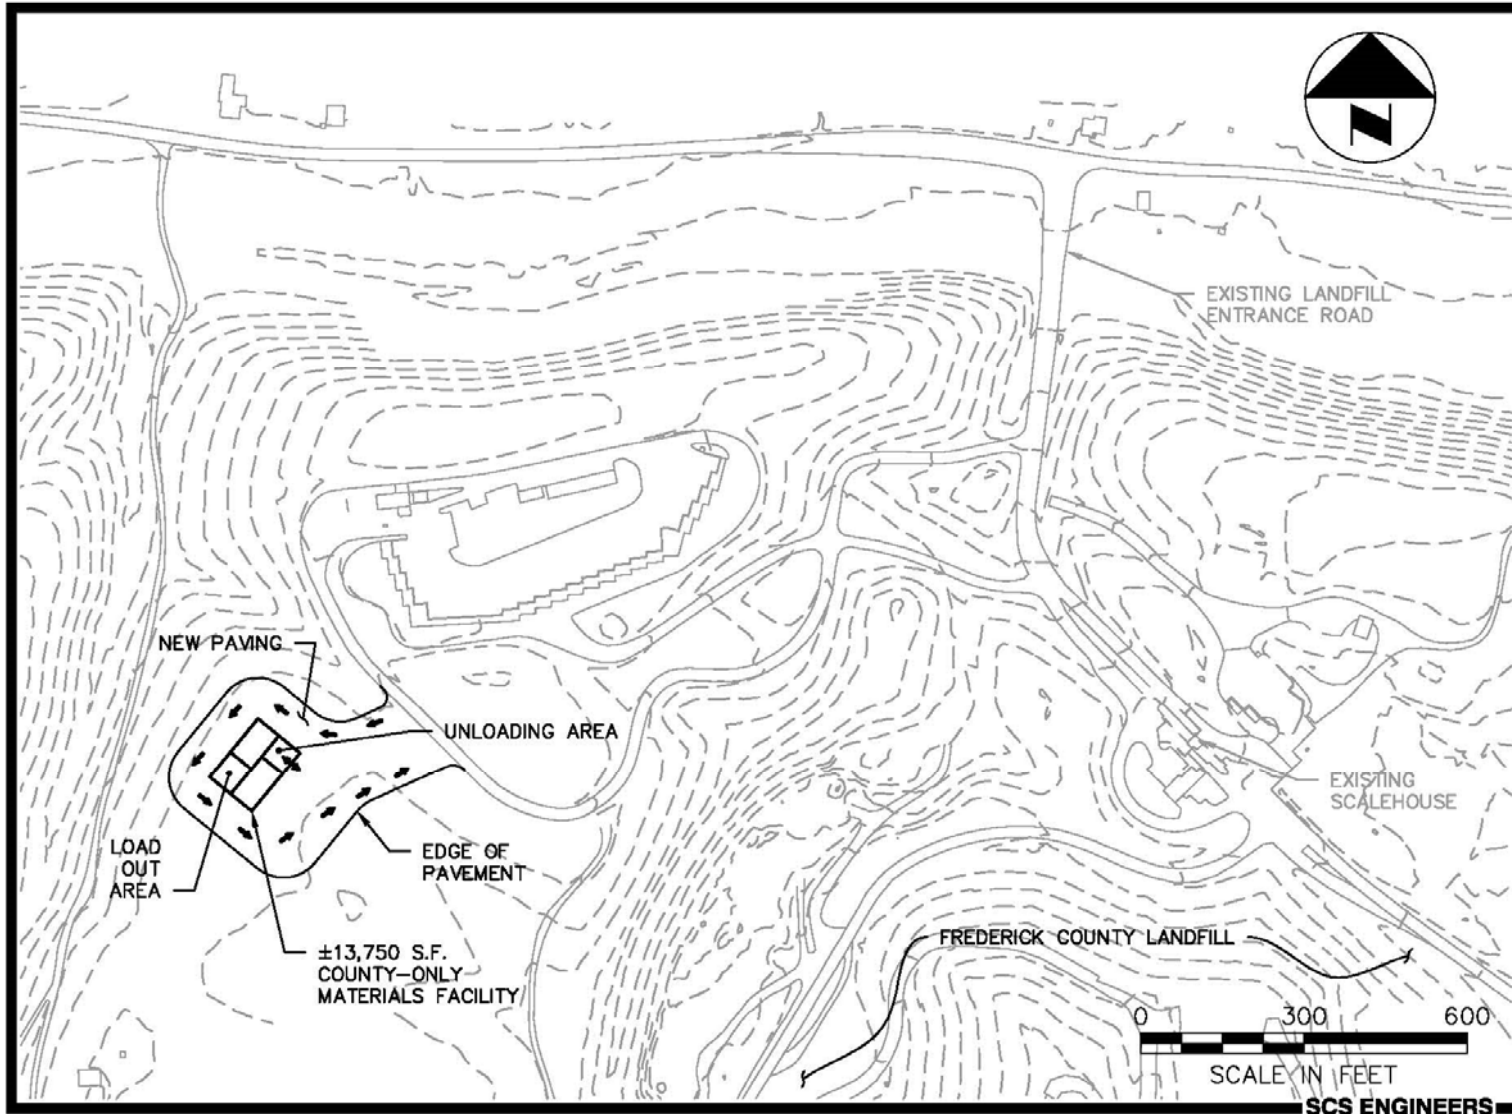 N
EXISTING LANDFILL
ENTRANCE ROAD
NEW PAVING
UNLOADING AREA
EXISTING
SCALEHOUSE
LOAD
OUT
AREA
EDGE OF
PAVEMENT
±13,750 S.F.
COUNTY-ONLY
MATERIALS FACILITY
FREDERICK COUNTY LANDFILL
0 300 600
SCALE IN FEET
SCS ENGINEERS